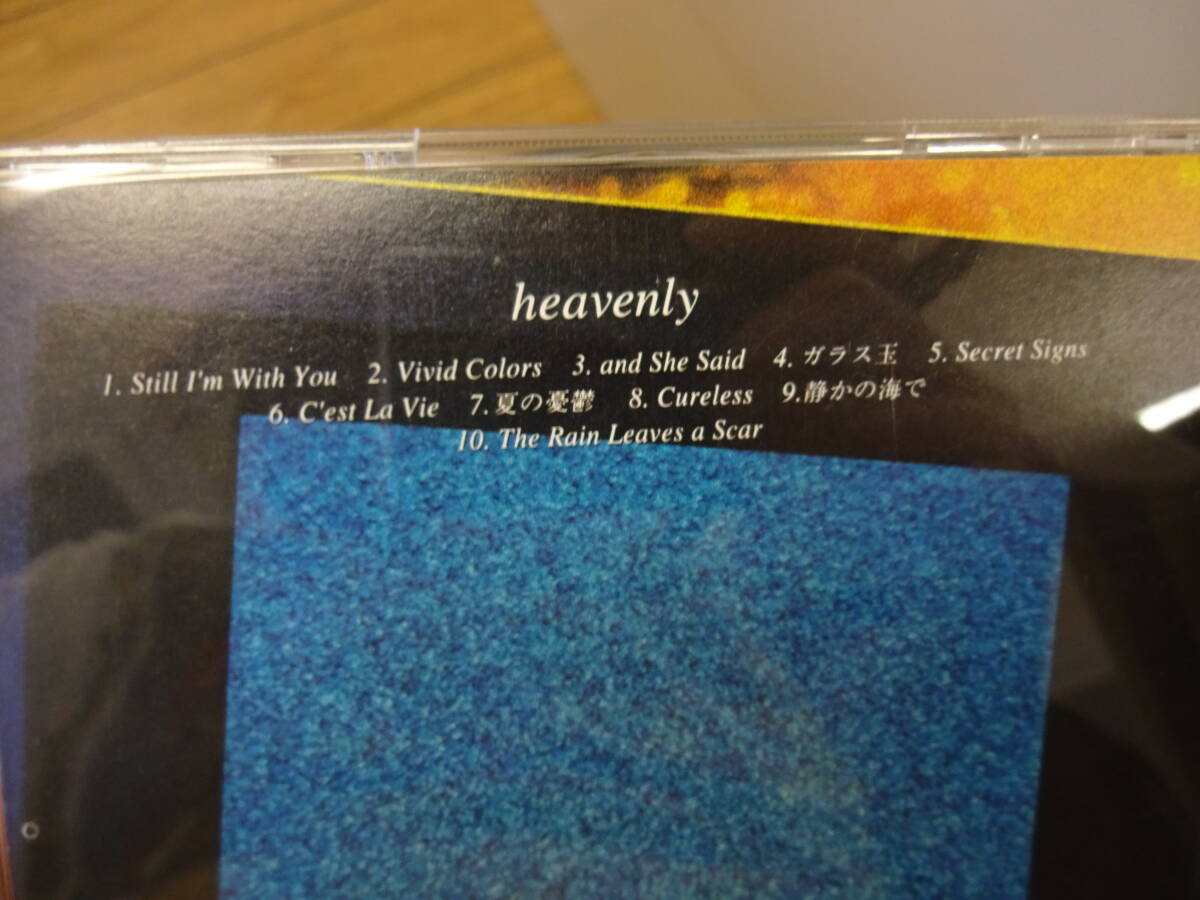 heavenly
1. Still I'm With You 2. Vivid Colors 3. and She Said 4. ガラス玉 5. Secret Signs
6. C'est La Vie 7. 夏の憂鬱 8. Cureless 9. 静かの海で
10. The Rain Leaves a Scar